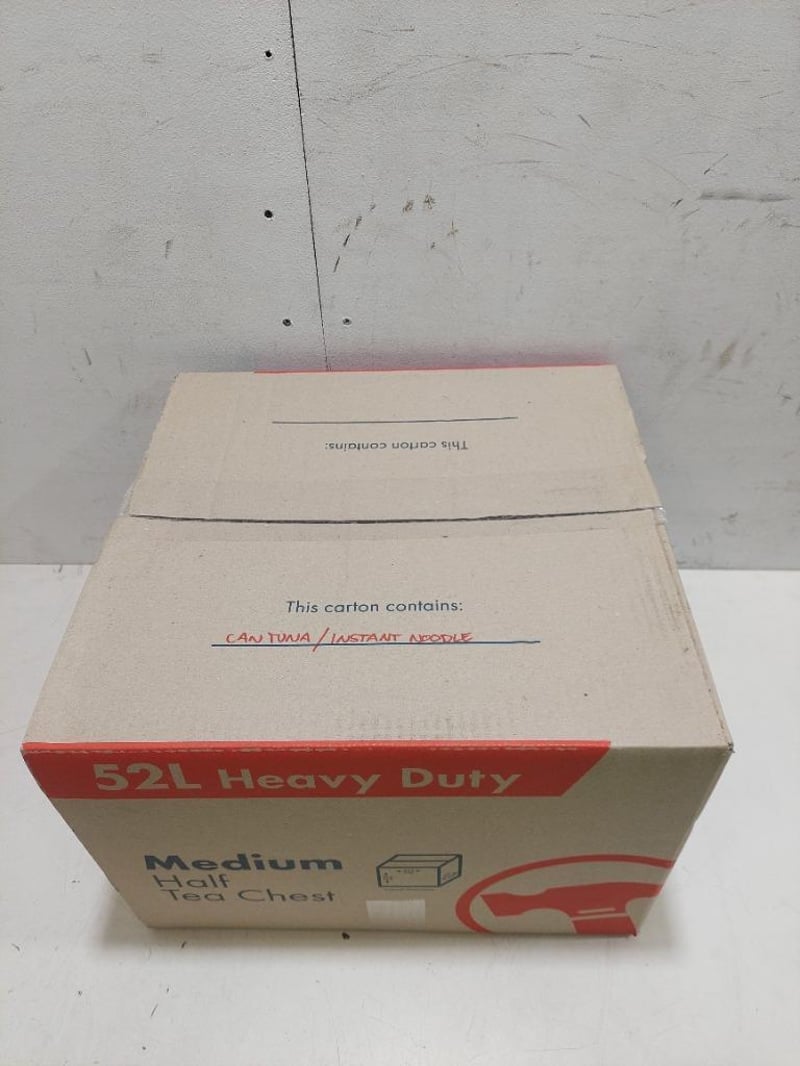 This carton contains:
This carton contains:
CAN TUNA / INSTANT NOODLE
52L Heavy Duty
Medium
Half
Tea Chest